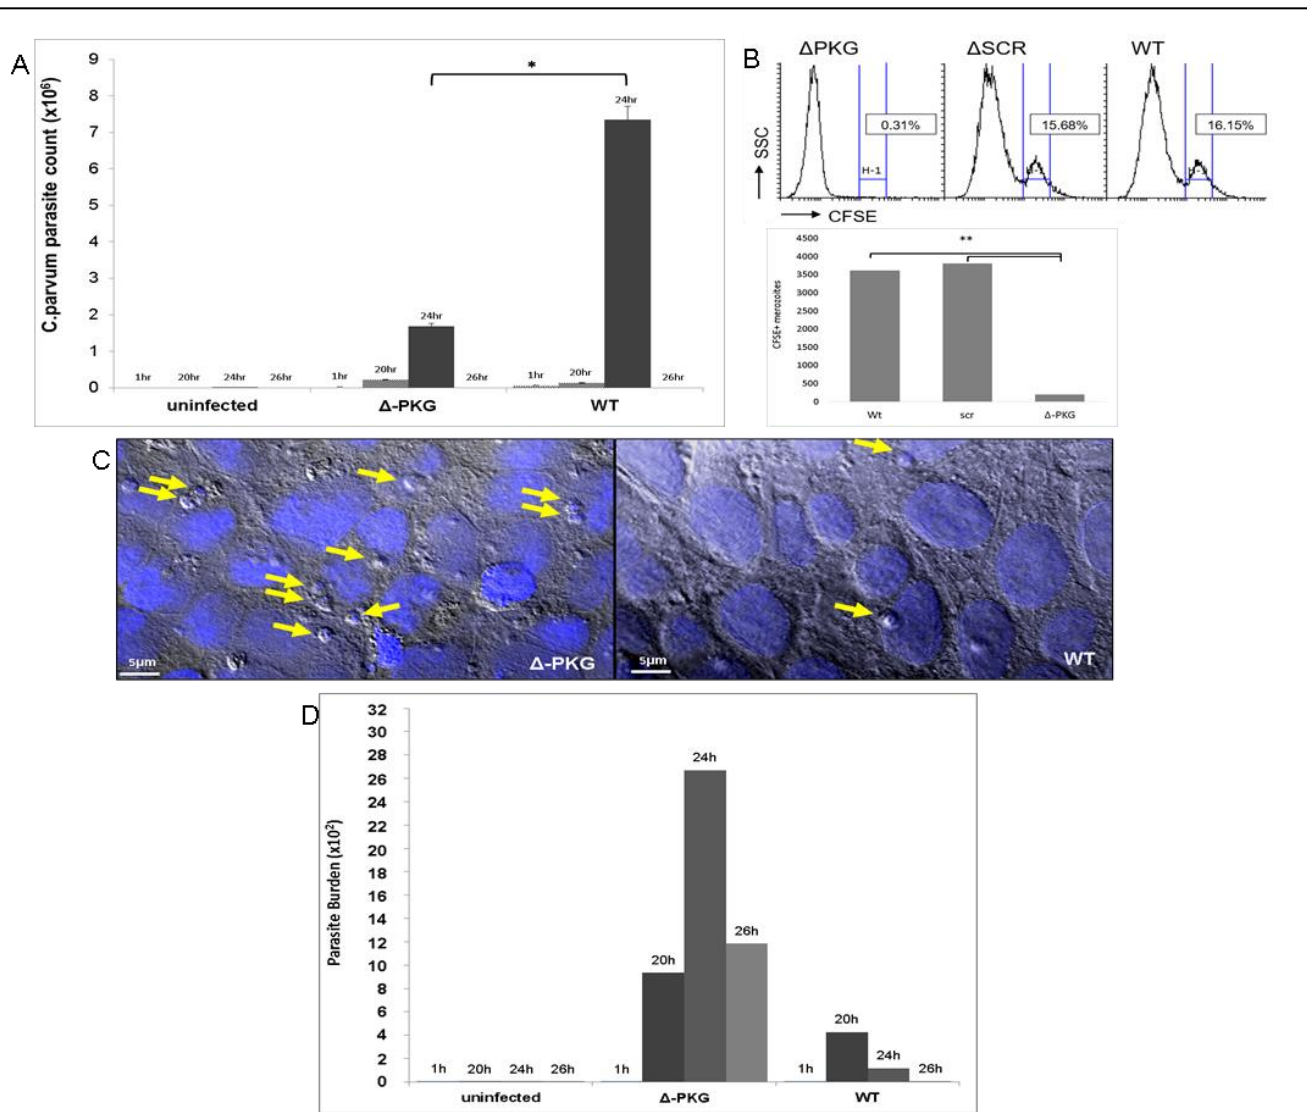 A
C.parvum parasite count (x10⁶)
9
8
7
6
5
4
3
2
1
0
*
24hr
24hr
1hr 20hr 24hr 26hr 1hr 20hr 26hr 1hr 20hr 26hr
uninfected Δ-PKG WT
B
ΔPKG ΔSCR WT
0.31% 15.68% 16.15%
H-1
SSC
CFSE
CFSE+ merozoites
4500
4000
3500
3000
2500
2000
1500
1000
500
0
**
Wt scr Δ-PKG
C
5μm Δ-PKG
5μm WT
D
Parasite Burden (x10²)
32
30
28
26
24
22
20
18
16
14
12
10
8
6
4
2
0
24h
26h
20h
20h
24h
1h 20h 24h 26h 1h 1h 26h
uninfected Δ-PKG WT